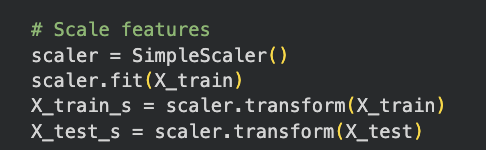 # Scale features
scaler = SimpleScaler()
scaler.fit(X_train)
X_train_s = scaler.transform(X_train)
X_test_s = scaler.transform(X_test)